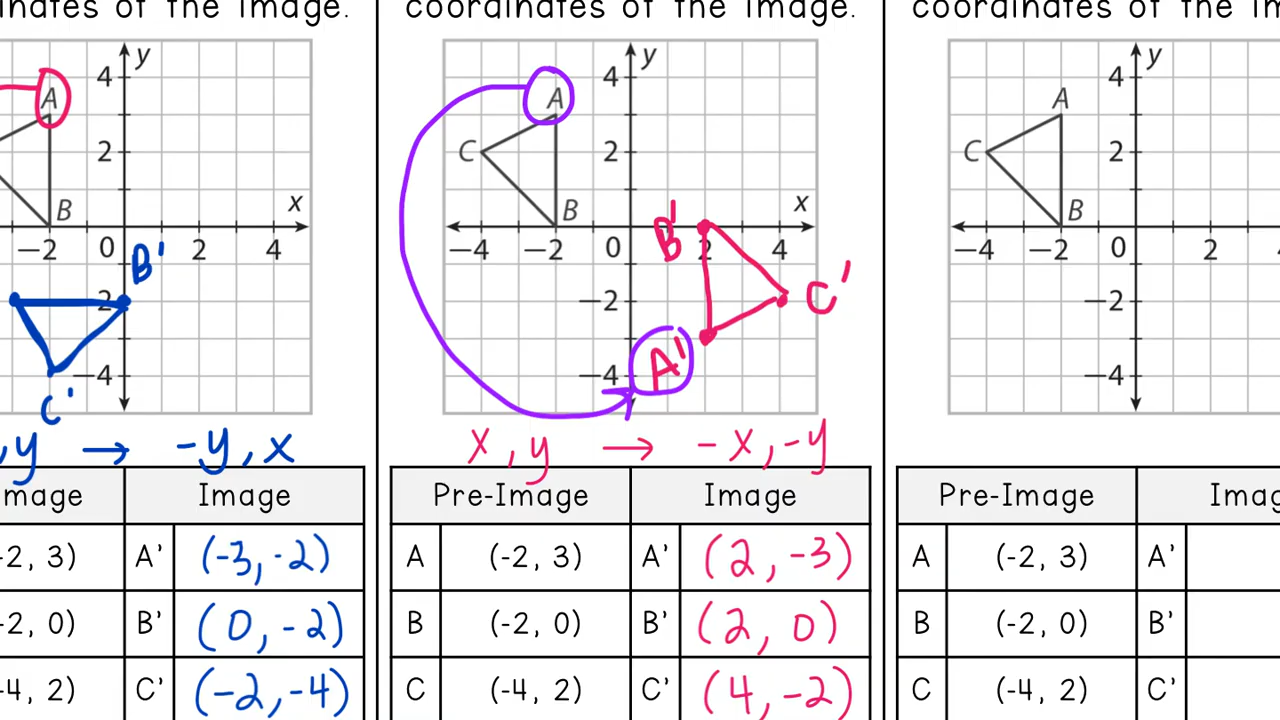 nates of the image.
coordinates of the image.
coordinates of the im
y
4
A
2
B
x
−2
0
2
4
B'
2
−4
C'
,y → -y, x
mage
Image
-2, 3)
A'
(-3, -2)
-2, 0)
B'
(0, -2)
-4, 2)
C'
(-2, -4)
y
4
A
C
2
B
x
−4
−2
0
2
4
B'
−2
C'
−4
A'
x, y → -x, -y
Pre-Image
Image
A
(-2, 3)
A'
(2, -3)
B
(-2, 0)
B'
(2, 0)
C
(-4, 2)
C'
(4, -2)
y
4
A
C
2
B
−4
−2
0
2
−2
−4
Pre-Image
Imag
A
(-2, 3)
A'
B
(-2, 0)
B'
C
(-4, 2)
C'